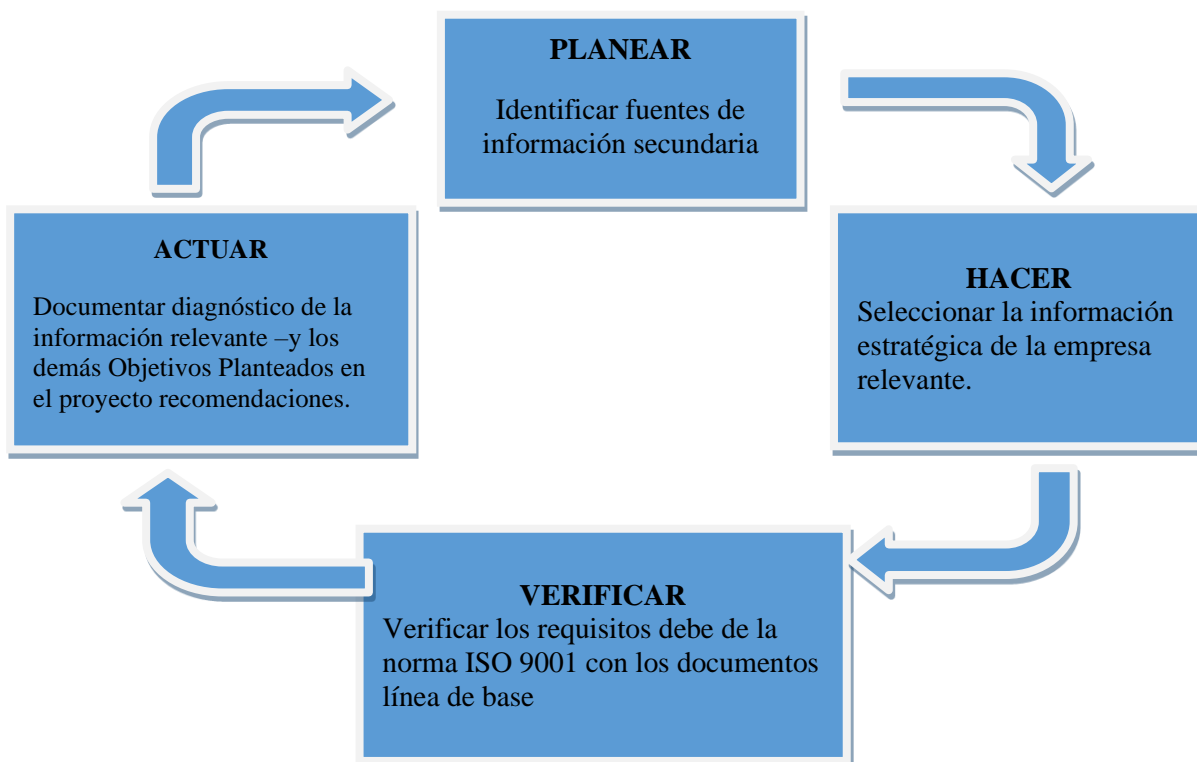 PLANEAR
Identificar fuentes de
información secundaria
HACER
Seleccionar la información
estratégica de la empresa
relevante.
VERIFICAR
Verificar los requisitos debe de la
norma ISO 9001 con los documentos
línea de base
ACTUAR
Documentar diagnóstico de la
información relevante –y los
demás Objetivos Planteados en
el proyecto recomendaciones.